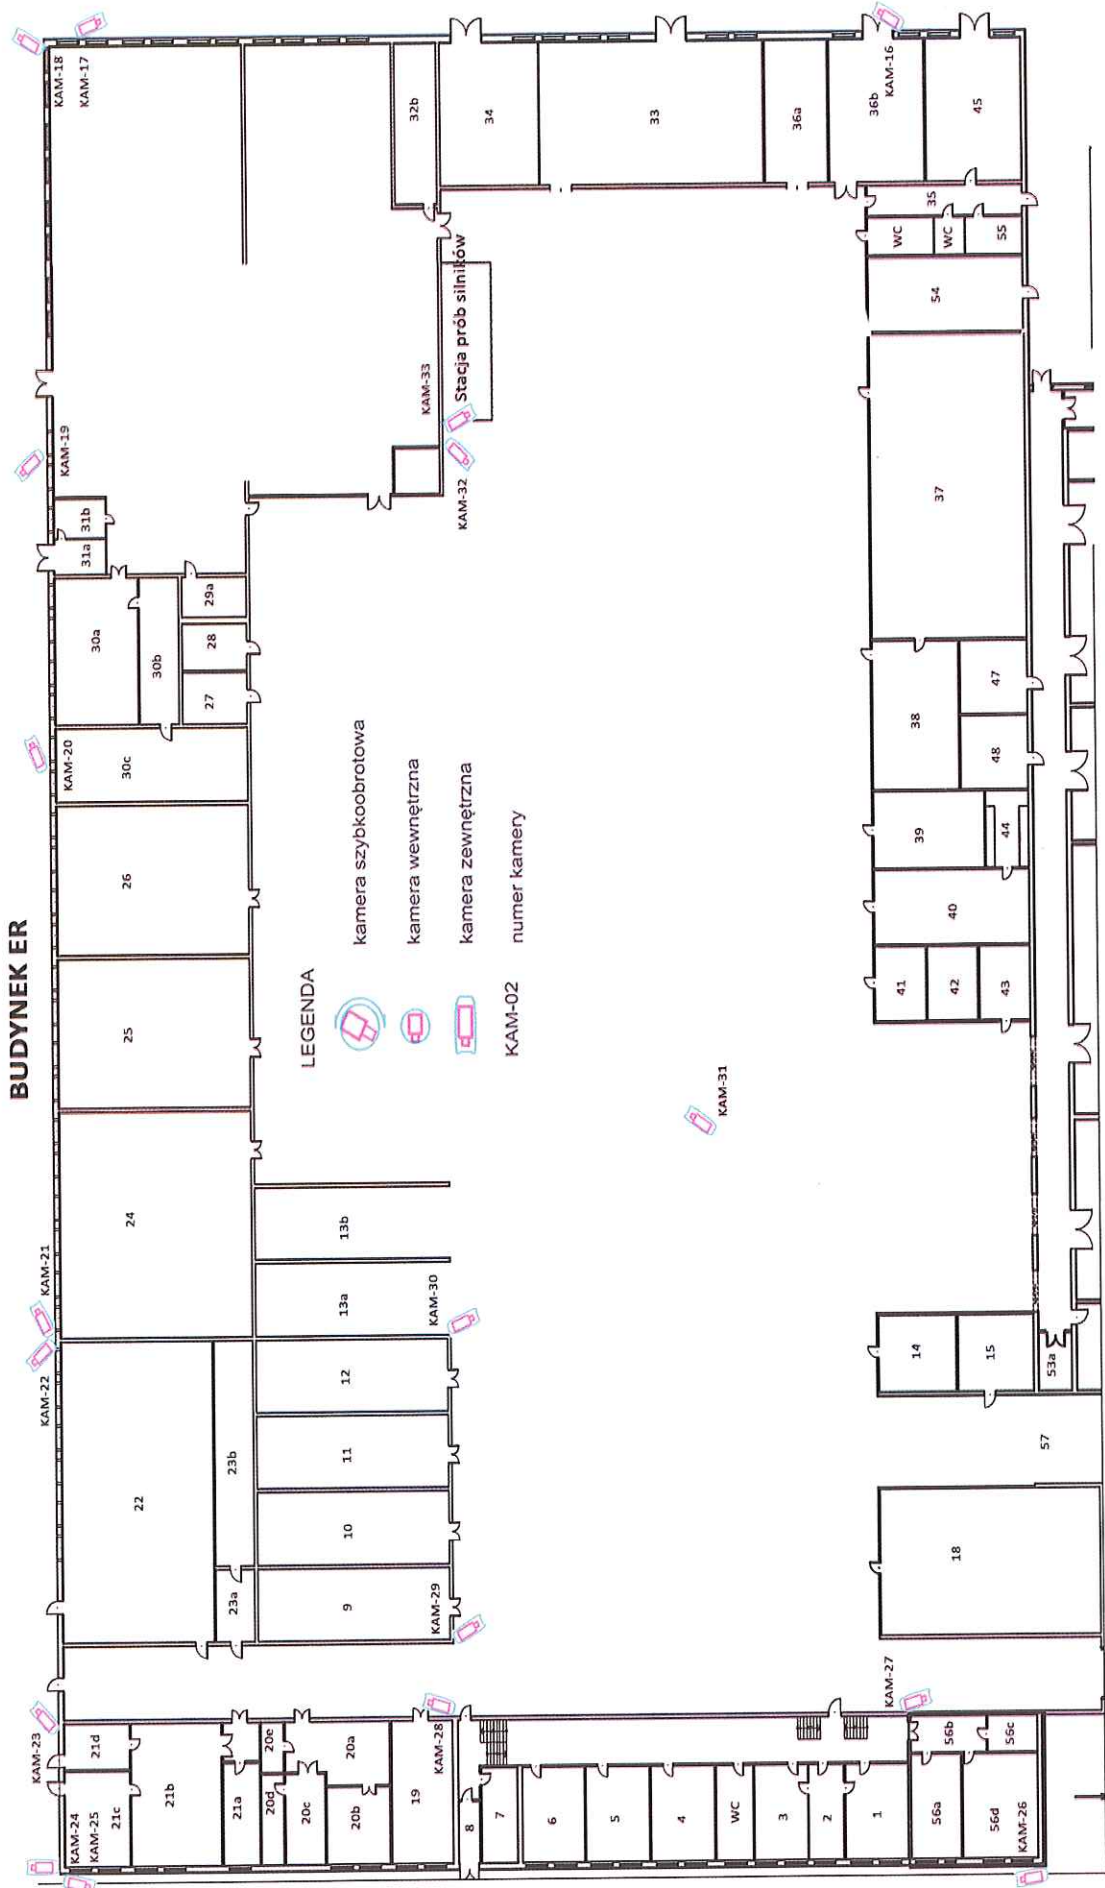 BUDYNEK ER
KAM-23
KAM-22
KAM-21
KAM-20
KAM-19
KAM-18
KAM-17
KAM-24
KAM-25
21c
21d
21b
21a
20e
20d
20c
20a
20b
19
KAM-28
22
23b
23a
24
25
26
30c
30a
30b
31a
31b
29a
28
27
9
KAM-29
10
11
12
13a
KAM-30
13b
LEGENDA
kamera szybkoobrotowa
kamera wewnętrzna
kamera zewnętrzna
KAM-02
numer kamery
KAM-33
KAM-32
Stacja prób silników
32b
34
33
36a
36b
KAM-16
45
35
WC
WC
55
54
37
KAM-31
38
47
48
39
44
40
41
42
43
14
15
53a
57
18
KAM-27
8
7
6
5
4
WC
3
2
1
56b
56c
56a
56d
KAM-26